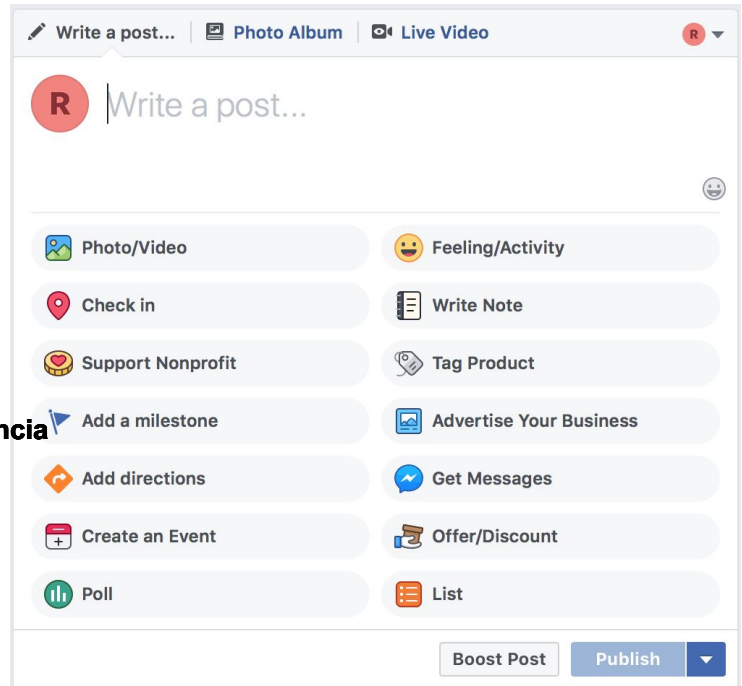 Write a post... Photo Album Live Video R
R Write a post...
Photo/Video Feeling/Activity
Check in Write Note
Support Nonprofit Tag Product
ncia Add a milestone Advertise Your Business
Add directions Get Messages
Create an Event Offer/Discount
Poll List
Boost Post Publish